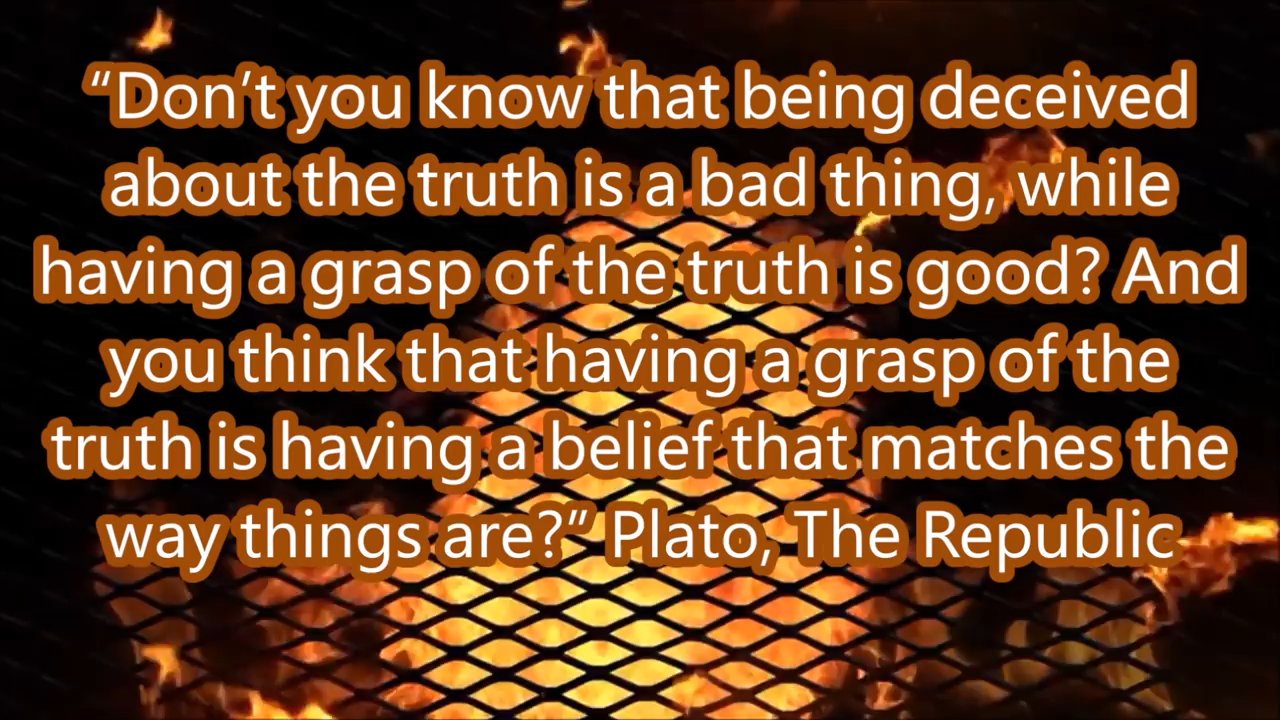 “Don’t you know that being deceived
about the truth is a bad thing, while
having a grasp of the truth is good? And
you think that having a grasp of the
truth is having a belief that matches the
way things are?” Plato, The Republic